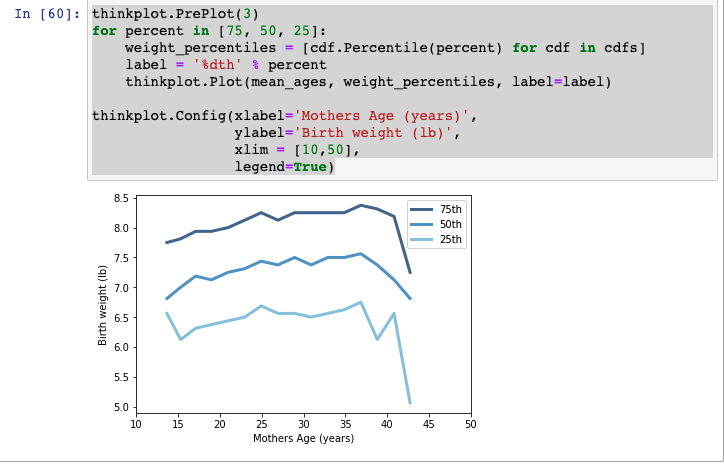 In [60]: thinkplot.PrePlot(3)
for percent in [75, 50, 25]:
    weight_percentiles = [cdf.Percentile(percent) for cdf in cdfs]
    label = '%dth' % percent
    thinkplot.Plot(mean_ages, weight_percentiles, label=label)
thinkplot.Config(xlabel='Mothers Age (years)',
                 ylabel='Birth weight (lb)',
                 xlim = [10,50],
                 legend=True)
8.5
8.0
7.5
7.0
6.5
6.0
5.5
5.0
Birth weight (lb)
75th
50th
25th
10 15 20 25 30 35 40 45 50
Mothers Age (years)